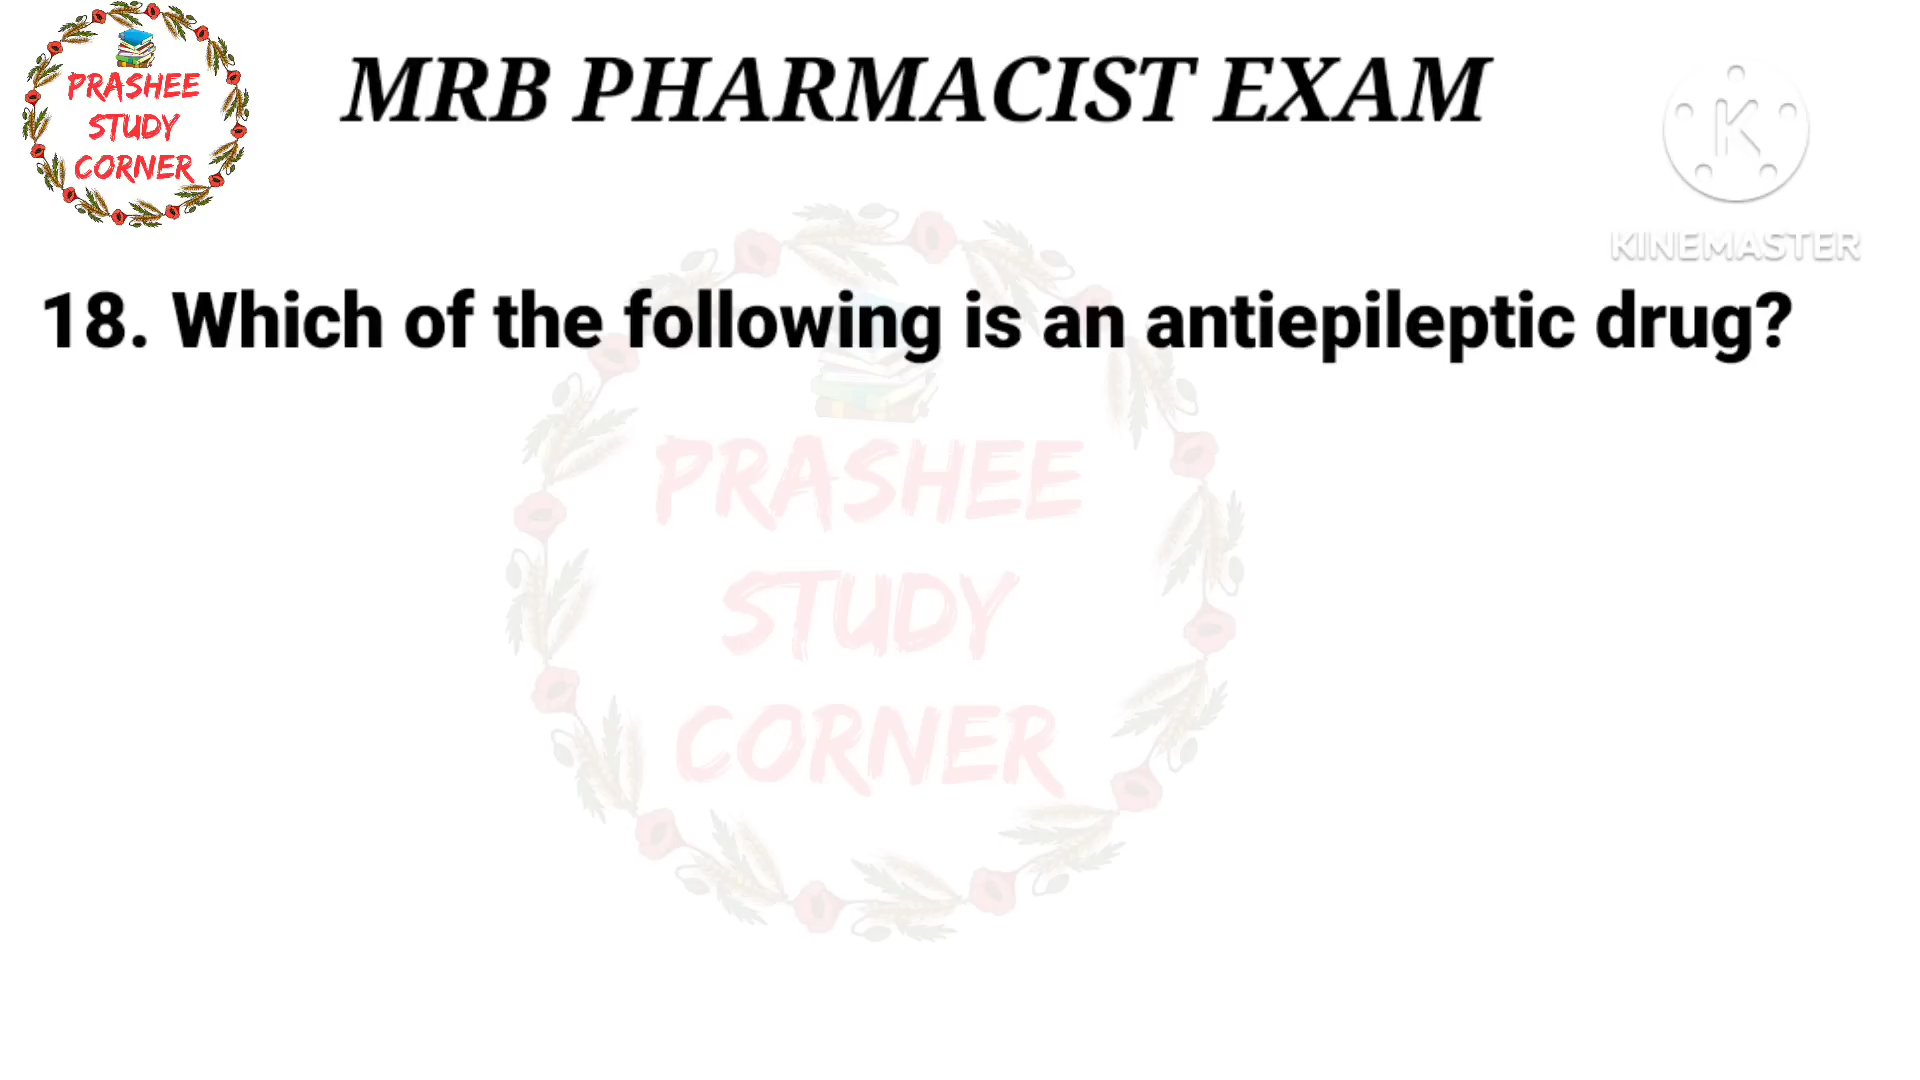 PRASHEE
STUDY
CORNER
MRB PHARMACIST EXAM
K
KINEMASTER
18. Which of the following is an antiepileptic drug?
PRASHEE
STUDY
CORNER